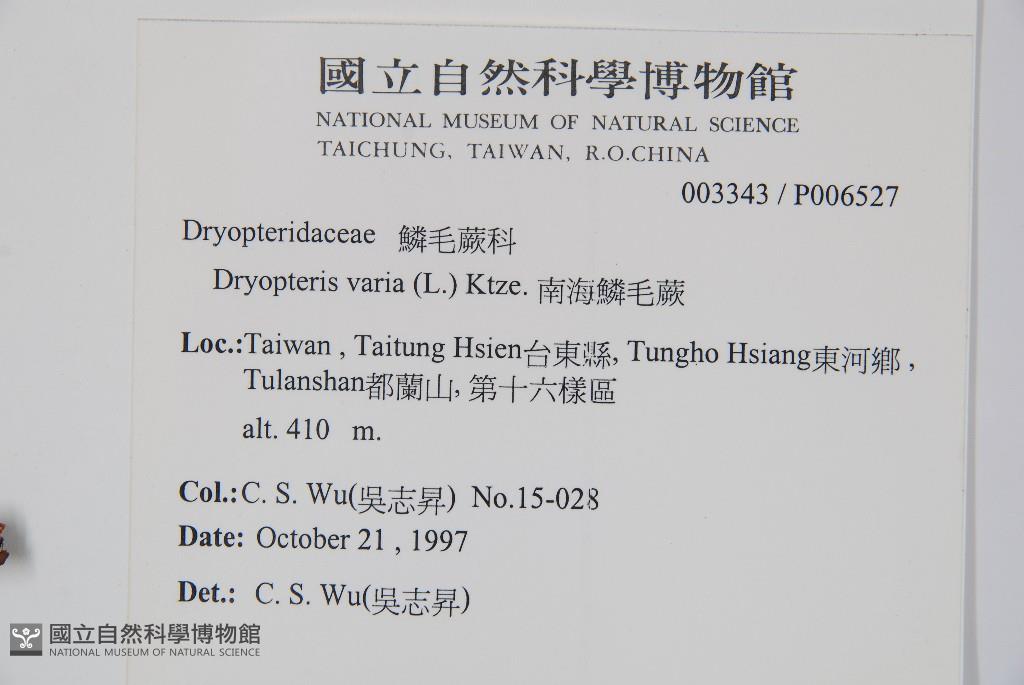 國立自然科學博物館
NATIONAL MUSEUM OF NATURAL SCIENCE
TAICHUNG, TAIWAN, R.O.CHINA
003343 / P006527
Dryopteridaceae 鱗毛蕨科
Dryopteris varia (L.) Ktze. 南海鱗毛蕨
Loc.:Taiwan , Taitung Hsien台東縣, Tungho Hsiang東河鄉 ,
Tulanshan都蘭山, 第十六樣區
alt. 410 m.
Col.:C. S. Wu(吳志昇) No.15-028
Date: October 21 , 1997
Det.: C. S. Wu(吳志昇)
國立自然科學博物館
NATIONAL MUSEUM OF NATURAL SCIENCE